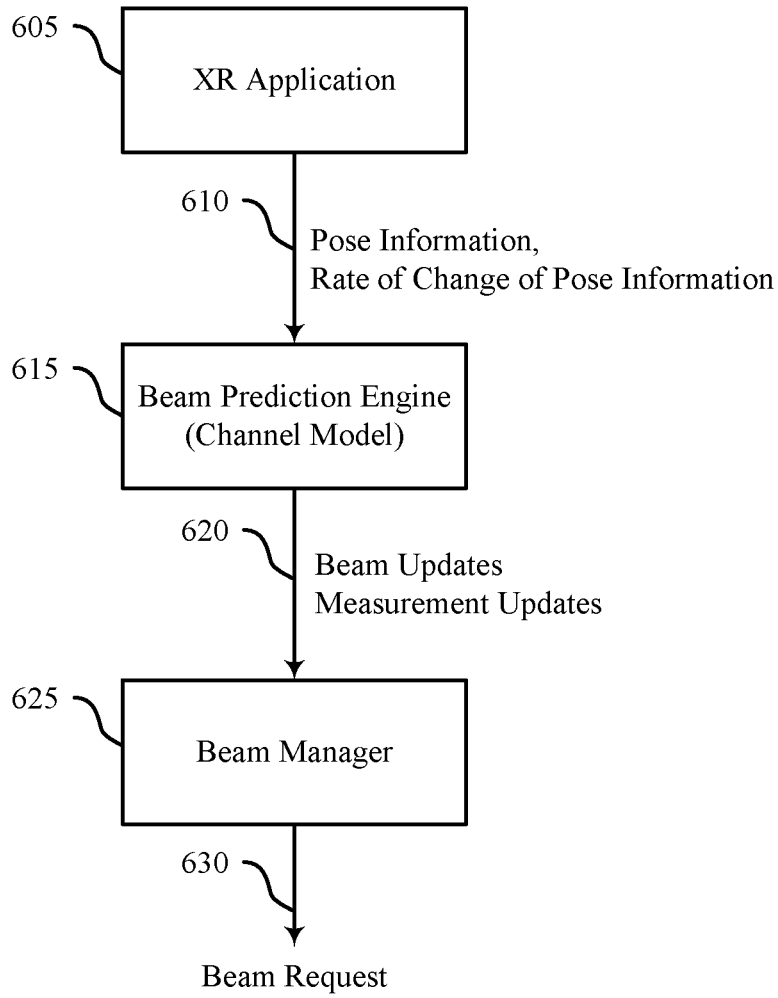 605
XR Application
610
Pose Information,
Rate of Change of Pose Information
615
Beam Prediction Engine
(Channel Model)
620
Beam Updates
Measurement Updates
625
Beam Manager
630
Beam Request